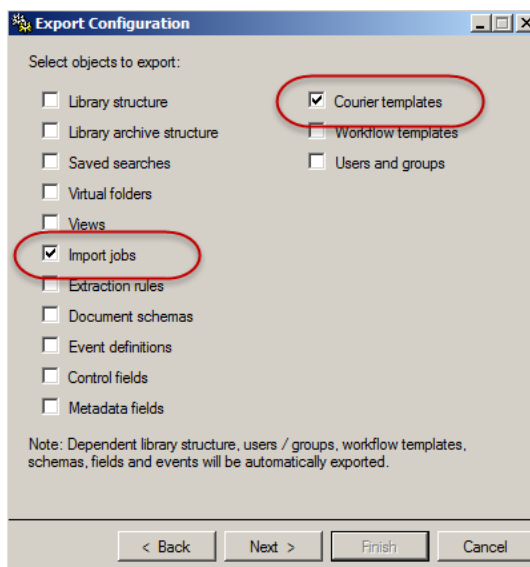 Export Configuration
Select objects to export:
Library structure
Library archive structure
Saved searches
Virtual folders
Views
Import jobs
Extraction rules
Document schemas
Event definitions
Control fields
Metadata fields
Courier templates
Workflow templates
Users and groups
Note: Dependent library structure, users / groups, workflow templates,
schemas, fields and events will be automatically exported.
< Back
Next >
Finish
Cancel